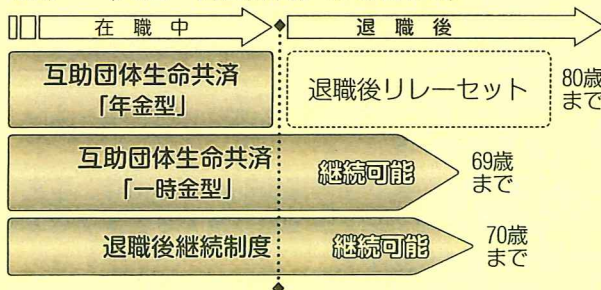 在職中
退職後
互助団体生命共済
「年金型」
退職後リレーセット
80歳
まで
互助団体生命共済
「一時金型」
継続可能
69歳
まで
退職後継続制度
継続可能
70歳
まで